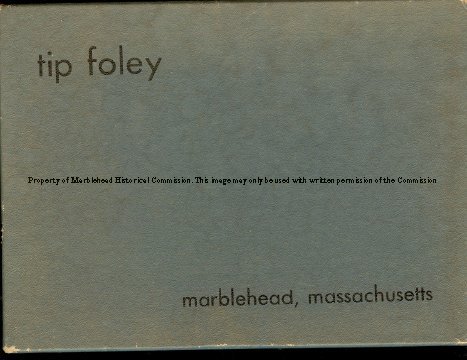 tip foley
Property of Marblehead Historical Commission. This image may only be used with written permission of the Commission
marblehead, massachusetts